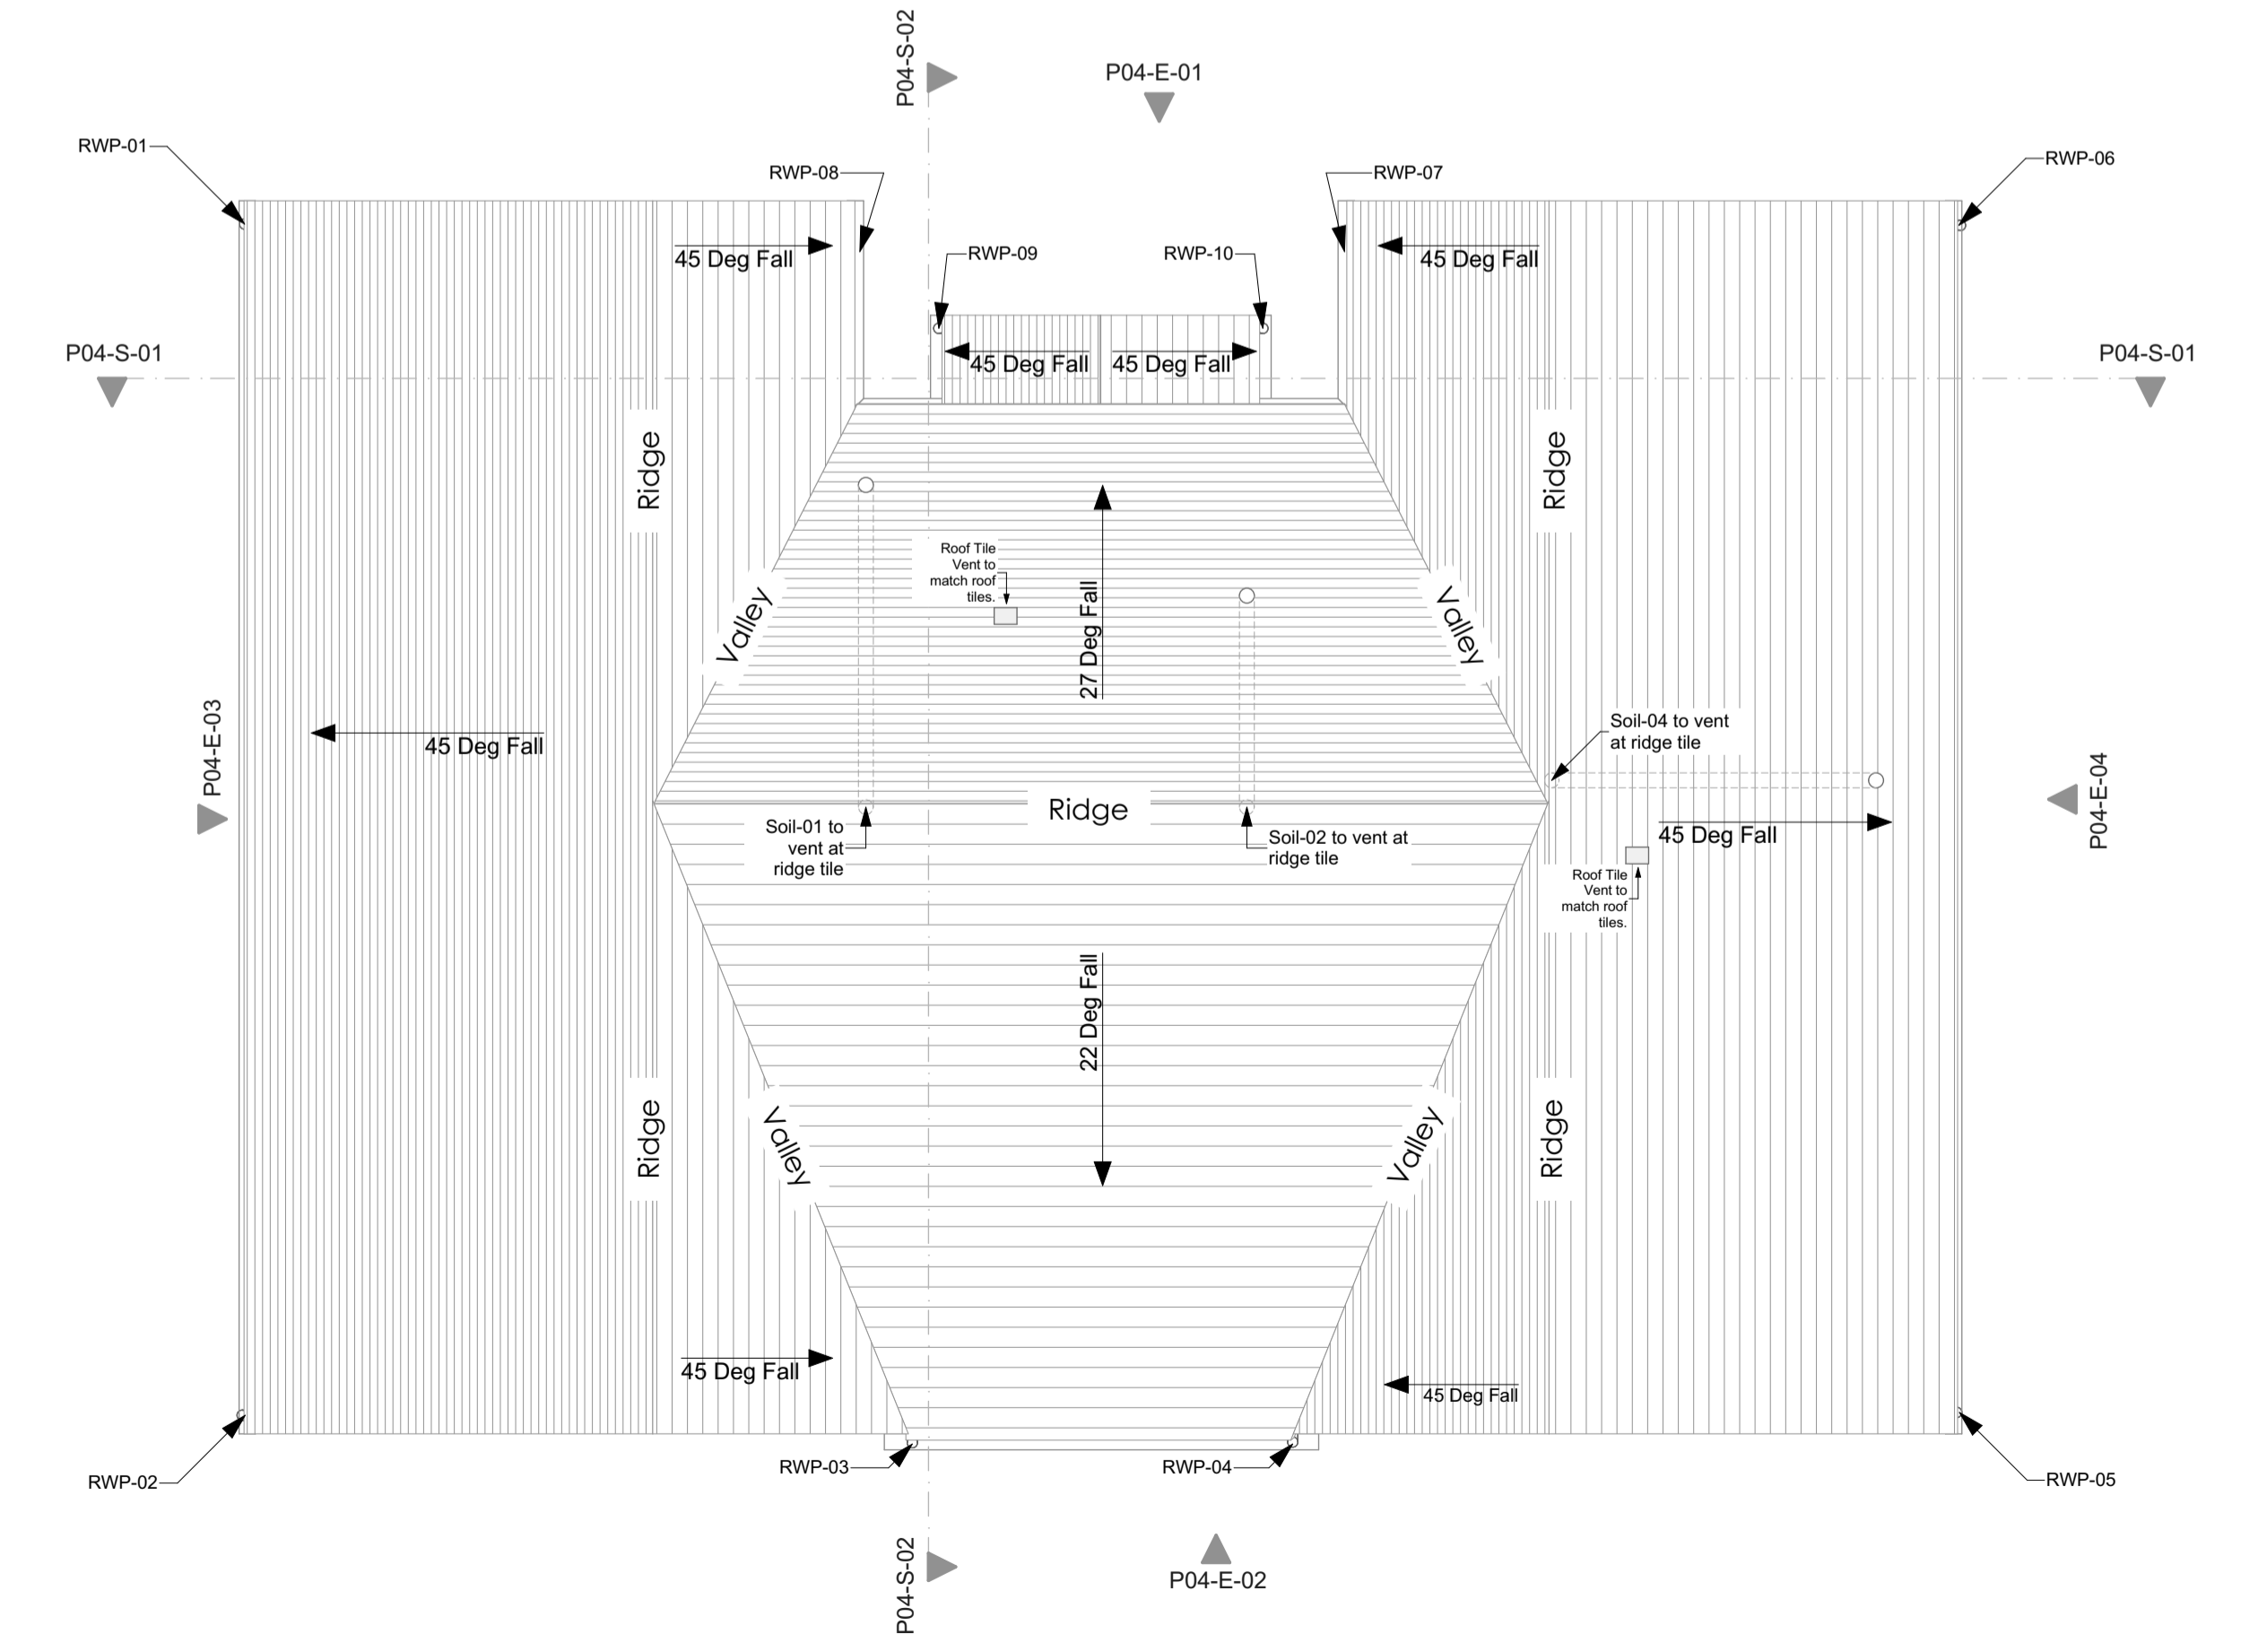 P04-S-02
P04-E-01
RWP-01
RWP-06
RWP-08
RWP-07
45 Deg Fall
RWP-09
RWP-10
45 Deg Fall
P04-S-01
45 Deg Fall
45 Deg Fall
P04-S-01
Ridge
Ridge
Roof Tile
Vent to
match roof
tiles.
Valley
27 Deg Fall
Valley
P04-E-03
45 Deg Fall
Soil-04 to vent
at ridge tile
P04-E-04
Ridge
Soil-01 to
vent at
ridge tile
Soil-02 to vent at
ridge tile
45 Deg Fall
Roof Tile
Vent to
match roof
tiles.
22 Deg Fall
Ridge
Valley
Valley
Ridge
45 Deg Fall
45 Deg Fall
RWP-02
RWP-03
RWP-04
RWP-05
P04-S-02
P04-E-02